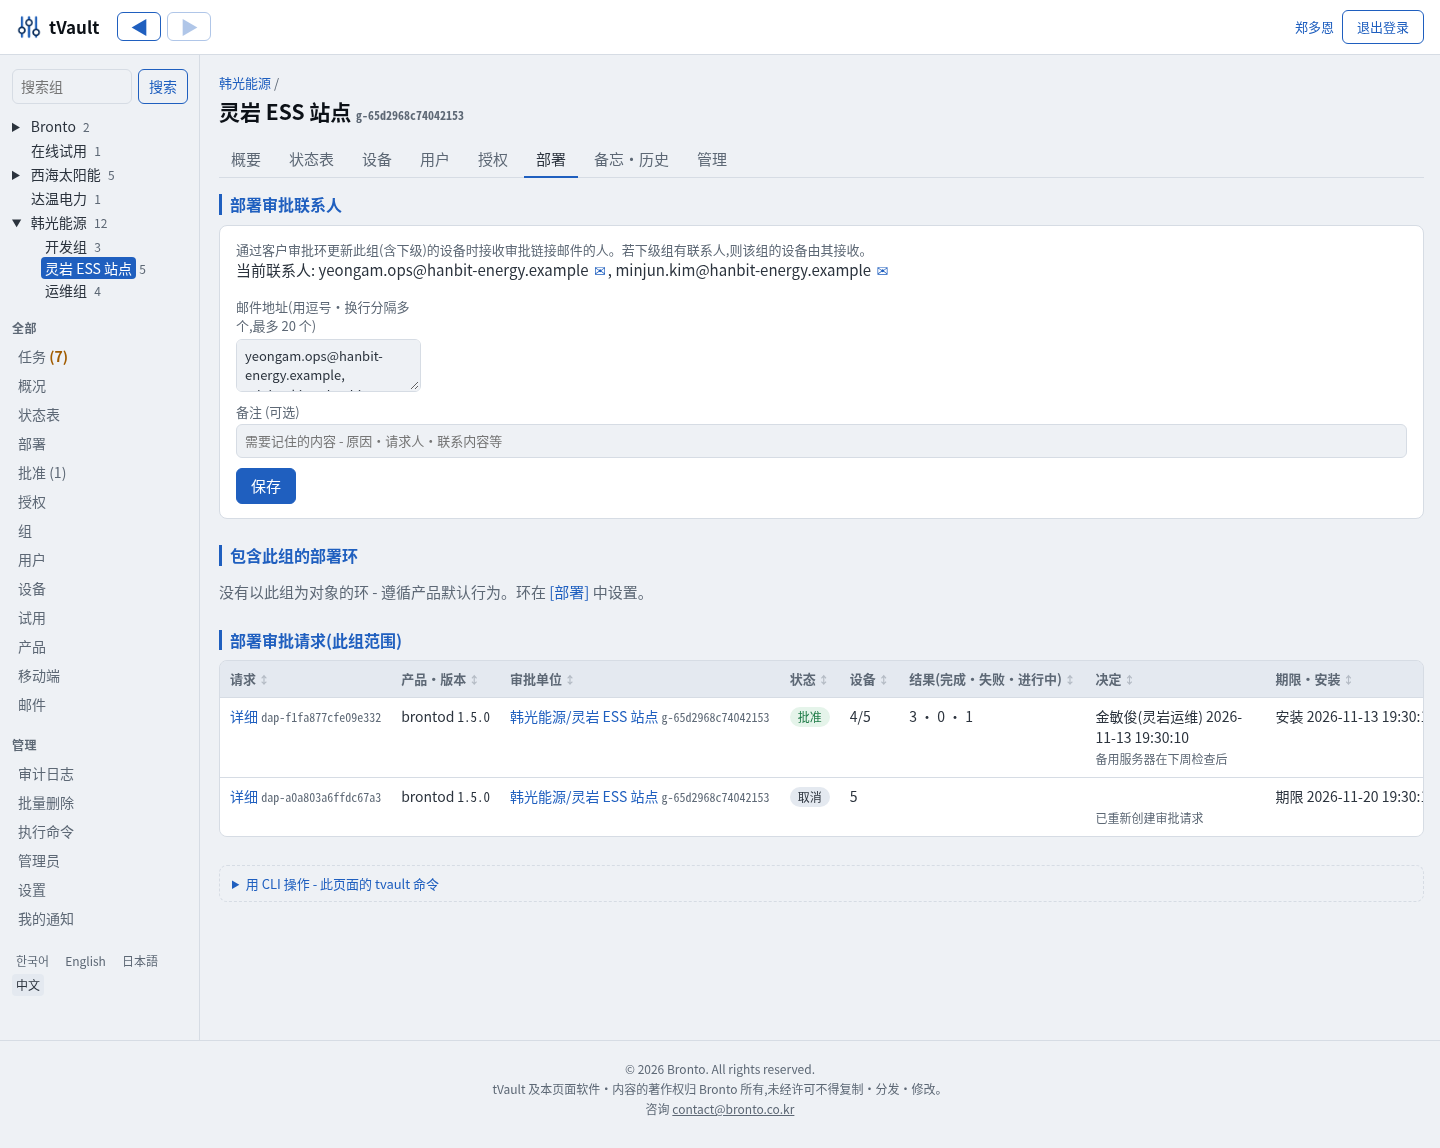 tVault
◀ ▶
郑多恩 退出登录
搜索组 搜索
▶ Bronto 2
在线试用 1
▶ 西海太阳能 5
达温电力 1
▼ 韩光能源 12
开发组 3
灵岩 ESS 站点 5
运维组 4
全部
任务 (7)
概况
状态表
部署
批准 (1)
授权
组
用户
设备
试用
产品
移动端
邮件
管理
审计日志
批量删除
执行命令
管理员
设置
我的通知
한국어 English 日本語
中文
韩光能源 /
灵岩 ESS 站点 g-65d2968c74042153
概要 状态表 设备 用户 授权 部署 备忘・历史 管理
部署审批联系人
通过客户审批环更新此组(含下级)的设备时接收审批链接邮件的人。若下级组有联系人,则该组的设备由其接收。
当前联系人: yeongam.ops@hanbit-energy.example ✉, minjun.kim@hanbit-energy.example ✉
邮件地址(用逗号・换行分隔多
个,最多 20 个)
yeongam.ops@hanbit-
energy.example,
备注 (可选)
需要记住的内容 - 原因・请求人・联系内容等
保存
包含此组的部署环
没有以此组为对象的环 - 遵循产品默认行为。环在 [部署] 中设置。
部署审批请求(此组范围)
请求 ↕ 产品・版本 ↕ 审批单位 ↕ 状态 ↕ 设备 ↕ 结果(完成・失败・进行中) ↕ 决定 ↕ 期限・安装 ↕
详细 dap-f1fa877cfe09e332 brontod 1.5.0 韩光能源/灵岩 ESS 站点 g-65d2968c74042153 批准 4/5 3 ・ 0 ・ 1 金敏俊(灵岩运维) 2026- 安装 2026-11-13 19:30:1
11-13 19:30:10
备用服务器在下周检查后
详细 dap-a0a803a6ffdc67a3 brontod 1.5.0 韩光能源/灵岩 ESS 站点 g-65d2968c74042153 取消 5 期限 2026-11-20 19:30:1
已重新创建审批请求
▶ 用 CLI 操作 - 此页面的 tvault 命令
© 2026 Bronto. All rights reserved.
tVault 及本页面软件・内容的著作权归 Bronto 所有,未经许可不得复制・分发・修改。
咨询 contact@bronto.co.kr